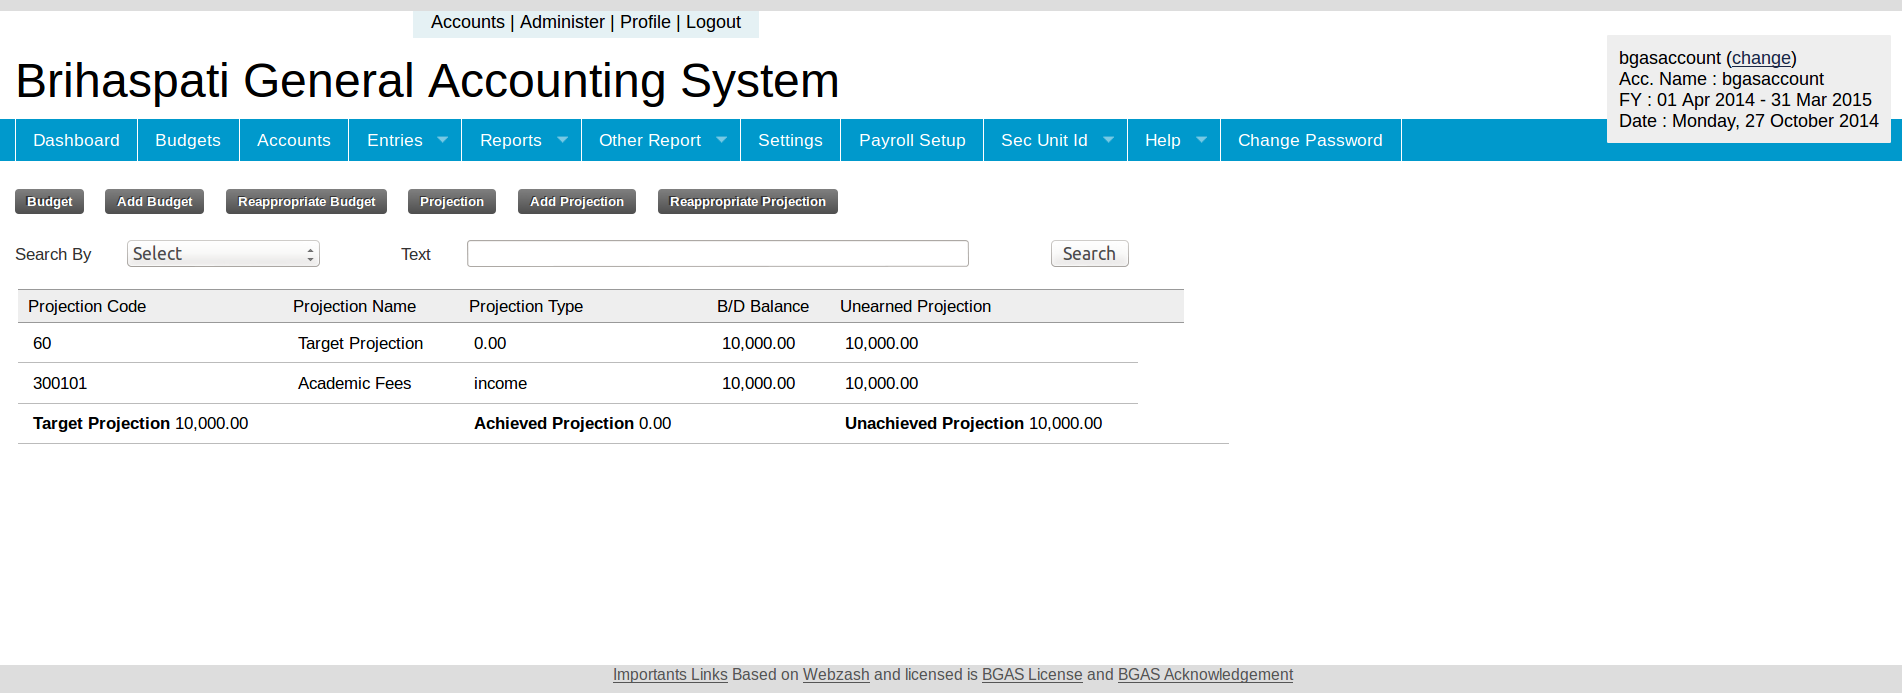 Accounts | Administer | Profile | Logout
Brihaspati General Accounting System
bgasaccount (change)
Acc. Name : bgasaccount
FY : 01 Apr 2014 - 31 Mar 2015
Date : Monday, 27 October 2014
Dashboard Budgets Accounts Entries Reports Other Report Settings Payroll Setup Sec Unit Id Help Change Password
Budget Add Budget Reappropriate Budget Projection Add Projection Reappropriate Projection
Search By Select Text Search
Projection Code Projection Name Projection Type B/D Balance Unearned Projection
60 Target Projection 0.00 10,000.00 10,000.00
300101 Academic Fees income 10,000.00 10,000.00
Target Projection 10,000.00 Achieved Projection 0.00 Unachieved Projection 10,000.00
Importants Links Based on Webzash and licensed is BGAS License and BGAS Acknowledgement